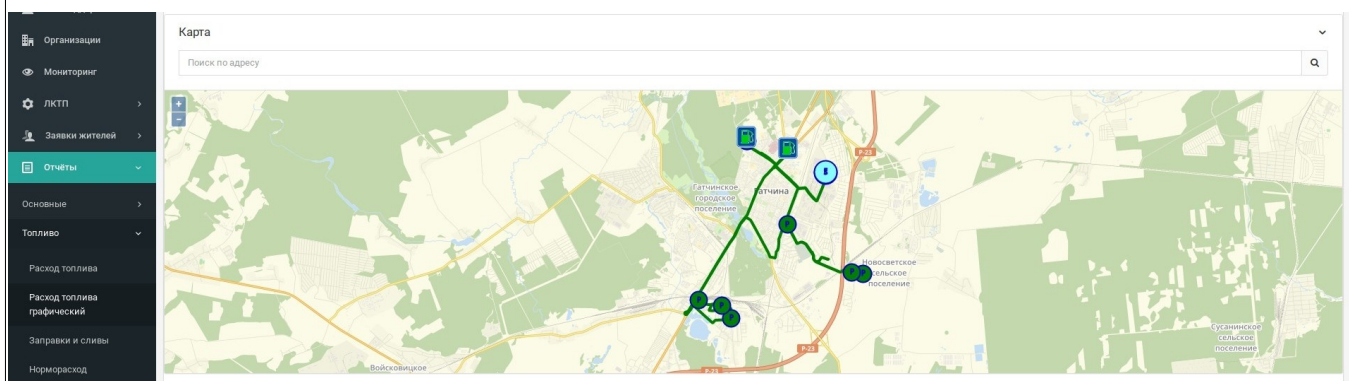 Организации
Мониторинг
ЛКТП
Заявки жителей
Отчёты
Основные
Топливо
Расход топлива
Расход топлива
графический
Заправки и сливы
Норморасход
Карта
Поиск по адресу
+
−
Р-23
Гатчинское
городское
поселение
Гатчина
P
P
P
P
P
P
Новосветское
сельское
поселение
Сусанинское
сельское
поселение
Р-23
Р-23
Войсковицкое